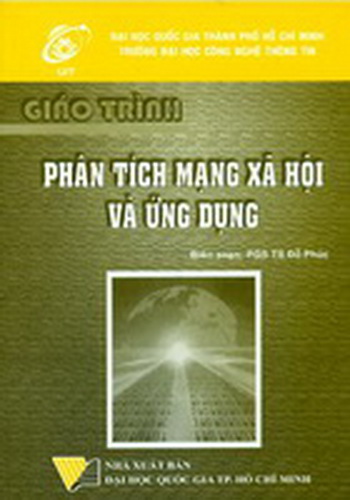 ĐẠI HỌC QUỐC GIA THÀNH PHỐ HỒ CHÍ MINH
TRƯỜNG ĐẠI HỌC CÔNG NGHỆ THÔNG TIN
UIT
GIÁO TRÌNH
PHÂN TÍCH MẠNG XÃ HỘI
VÀ ỨNG DỤNG
Biên soạn: PGS TS Đỗ Phúc
NHÀ XUẤT BẢN
ĐẠI HỌC QUỐC GIA TP. HỒ CHÍ MINH